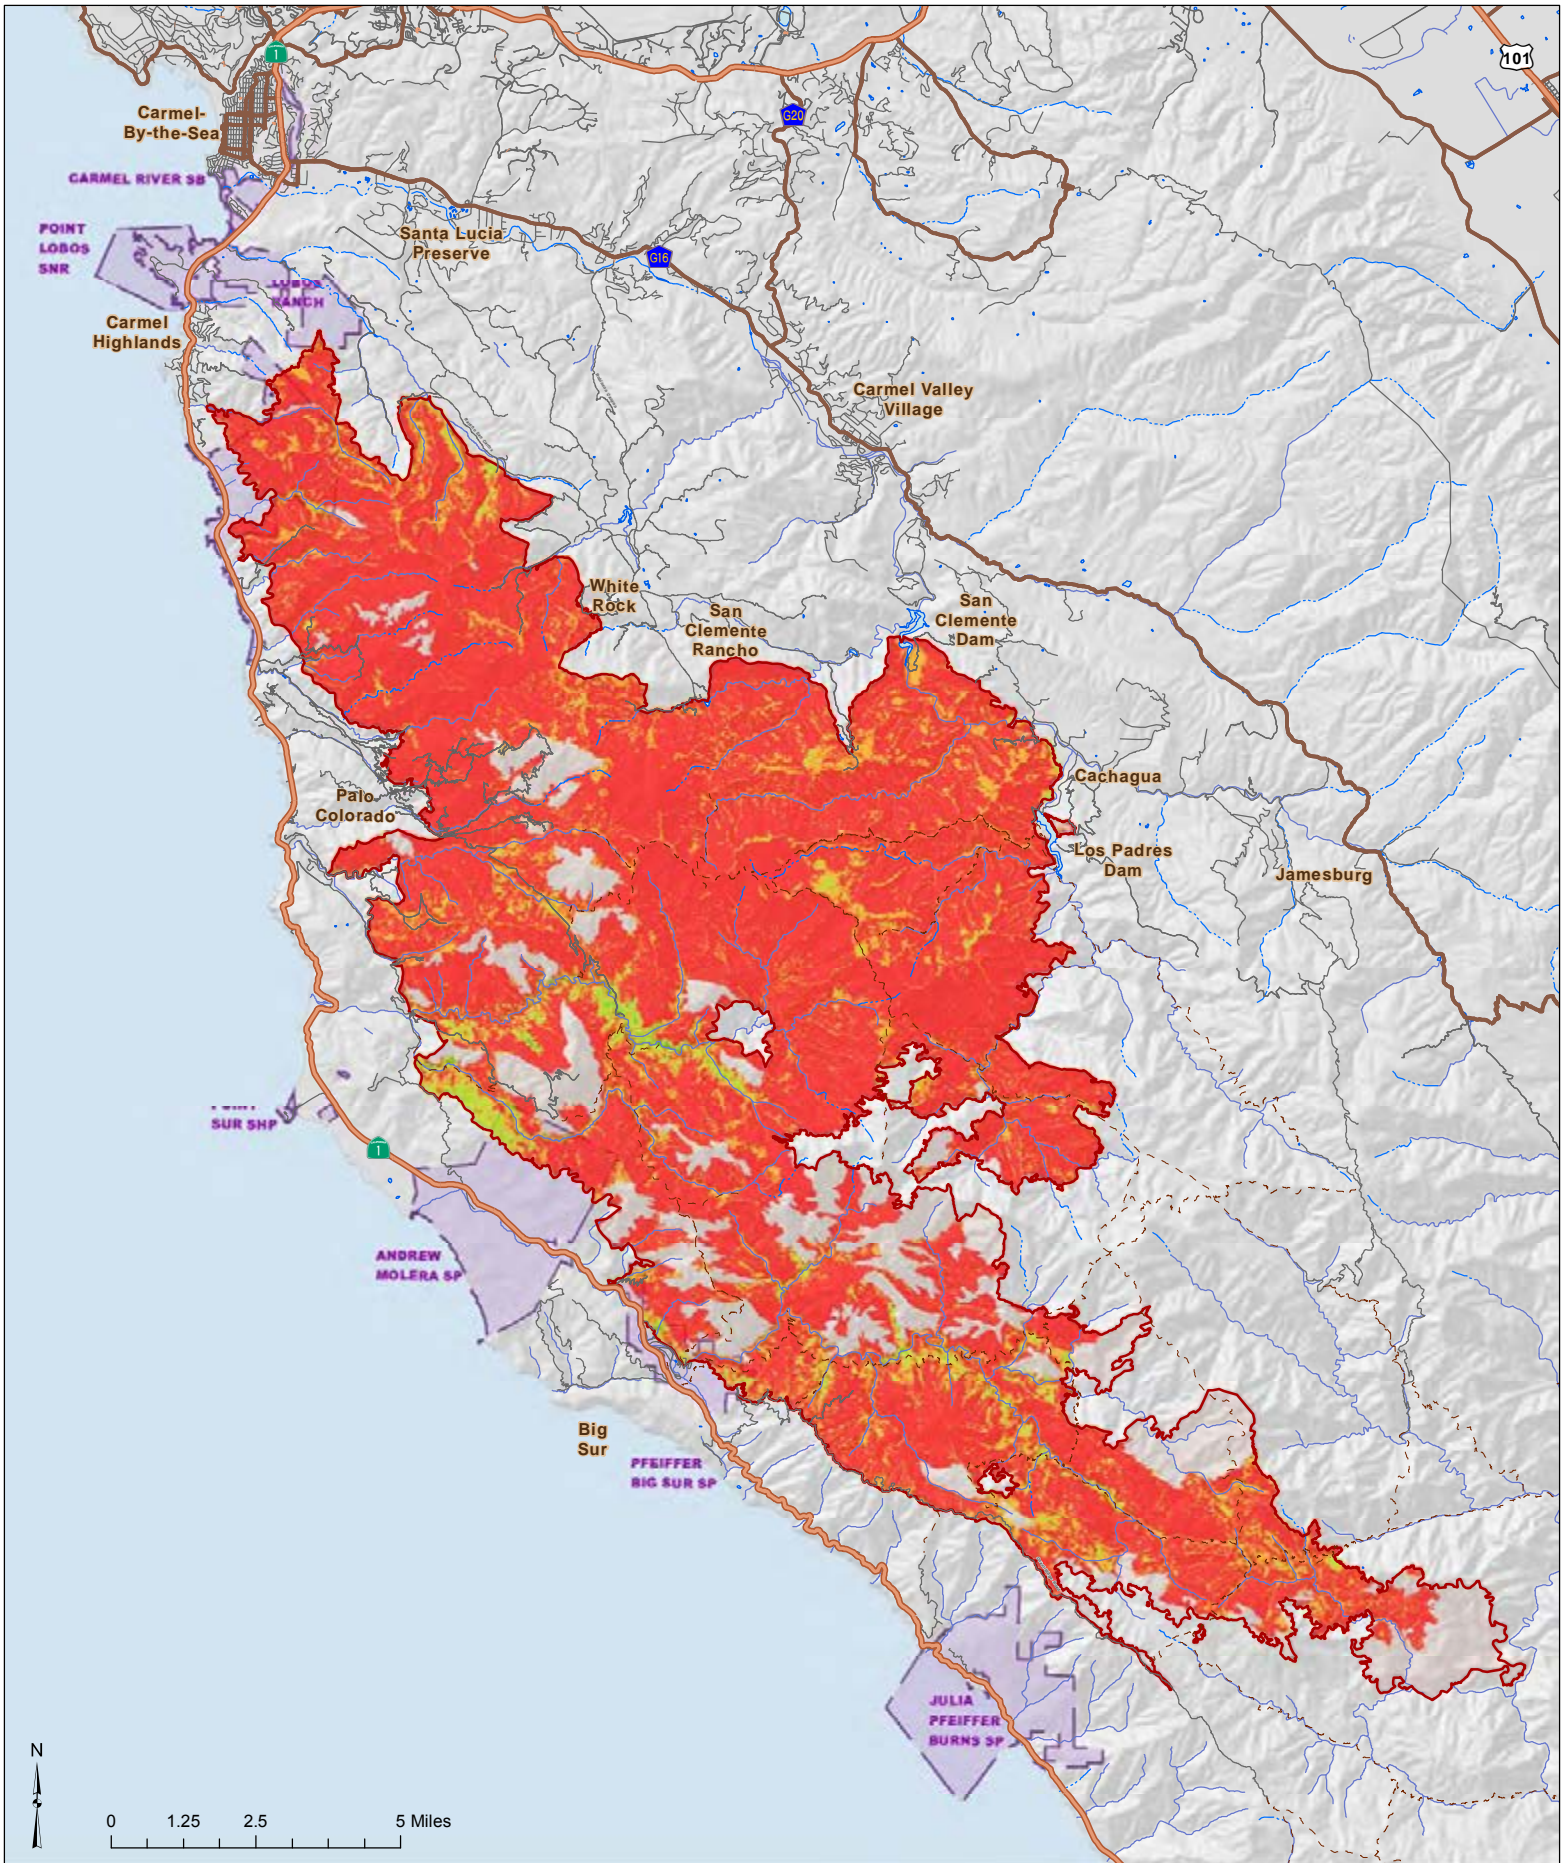 1
101
Carmel-
By-the-Sea
G20
CARMEL RIVER SB
POINT
LOBOS
SNR
Santa Lucia
Preserve
G16
LOBOS
RANCH
Carmel
Highlands
Carmel Valley
Village
White
Rock
San
Clemente
Rancho
San
Clemente
Dam
Cachagua
Palo
Colorado
Los Padres
Dam
Jamesburg
SUR SHP
1
ANDREW
MOLERA SP
Big
Sur
PFEIFFER
BIG SUR SP
JULIA
PFEIFFER
BURNS SP
N
0 1.25 2.5 5 Miles